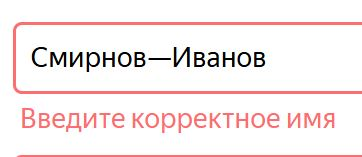 Смирнов—Иванов
Введите корректное имя